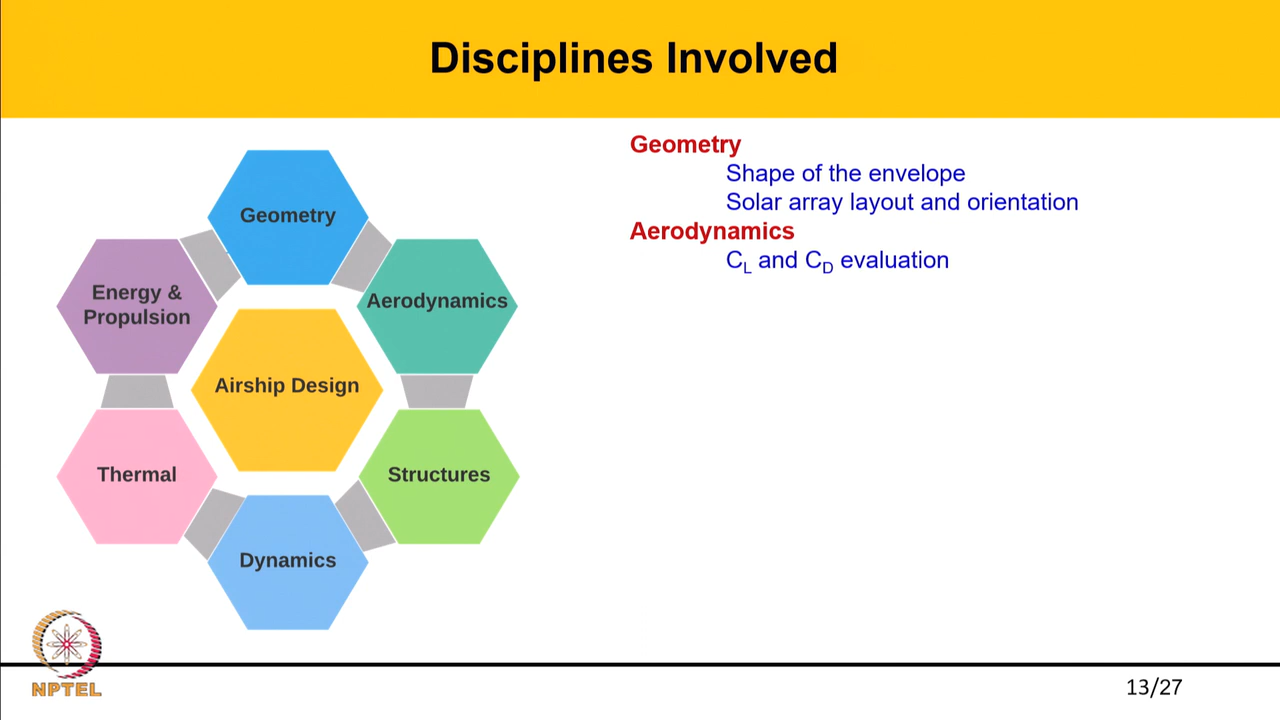 Disciplines Involved
Geometry
Aerodynamics
Structures
Dynamics
Thermal
Energy &
Propulsion
Airship Design
Geometry
Shape of the envelope
Solar array layout and orientation
Aerodynamics
CL and CD evaluation
NPTEL
13/27